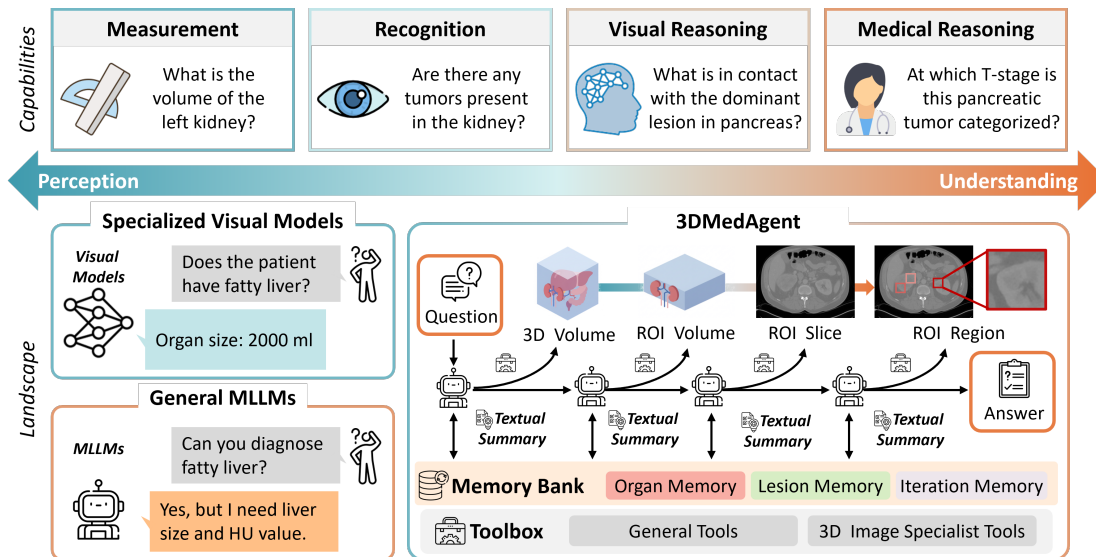 Capabilities
Measurement
What is the
volume of the
left kidney?
Recognition
Are there any
tumors present
in the kidney?
Visual Reasoning
What is in contact
with the dominant
lesion in pancreas?
Medical Reasoning
At which T-stage is
this pancreatic
tumor categorized?
Perception
Understanding
Landscape
Specialized Visual Models
Visual
Models
Does the patient
have fatty liver?
Organ size: 2000 ml
General MLLMs
MLLMs
Can you diagnose
fatty liver?
Yes, but I need liver
size and HU value.
3DMedAgent
Question
3D Volume
ROI Volume
ROI Slice
ROI Region
Textual
Summary
Textual
Summary
Textual
Summary
Textual
Summary
Answer
Memory Bank
Organ Memory
Lesion Memory
Iteration Memory
Toolbox
General Tools
3D Image Specialist Tools